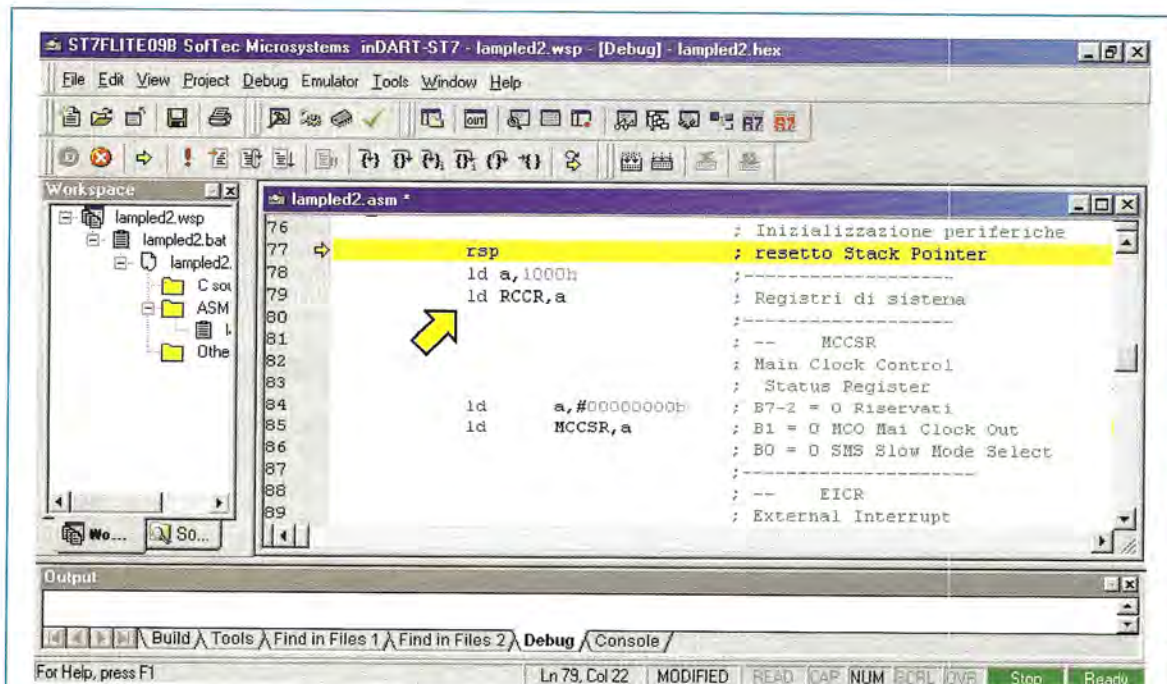 ST7FLITE09B SofTec Microsystems inDART-ST7 - lampled2.wsp - [Debug] - lampled2.hex
File Edit View Project Debug Emulator Tools Window Help
OUT
Workspace
lampled2.wsp
lampled2.bat
lampled2.
C sou
ASM
Othe
Wo... So...
lampled2.asm *
76 ; Inizializzazione periferiche
77 rsp ; resetto Stack Pointer
78 ld a,1000h ;-------------------
79 ld RCCR,a ; Registri di sistema
80 ;-------------------
81 ; -- MCCSR
82 ; Main Clock Control
83 ; Status Register
84 ld a,#00000000b ; B7-2 = 0 Riservati
85 ld MCCSR,a ; B1 = 0 MCO Mai Clock Out
86 ; B0 = 0 SMS Slow Mode Select
87 ;---------------------
88 ; -- EICR
89 ; External Interrupt
Output
Build Tools Find in Files 1 Find in Files 2 Debug Console
For Help, press F1 Ln 79, Col 22 MODIFIED READ CAP NUM SCRL OVR Stop Ready